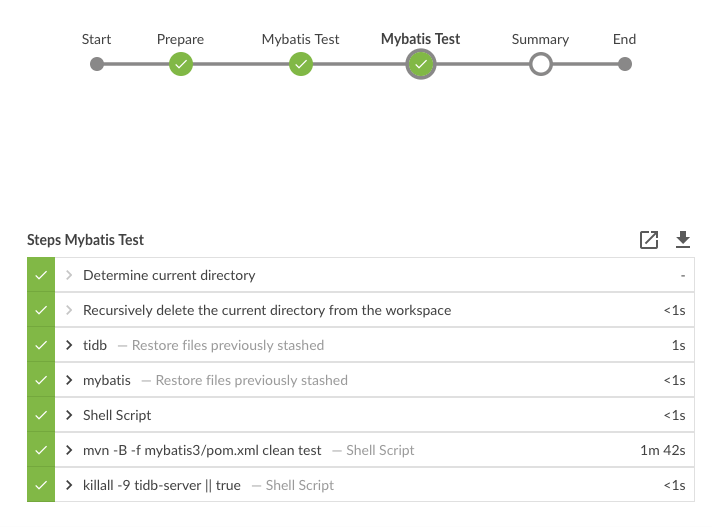 Start Prepare Mybatis Test Mybatis Test Summary End
Steps Mybatis Test
Determine current directory -
Recursively delete the current directory from the workspace <1s
tidb — Restore files previously stashed 1s
mybatis — Restore files previously stashed <1s
Shell Script <1s
mvn -B -f mybatis3/pom.xml clean test — Shell Script 1m 42s
killall -9 tidb-server || true — Shell Script <1s